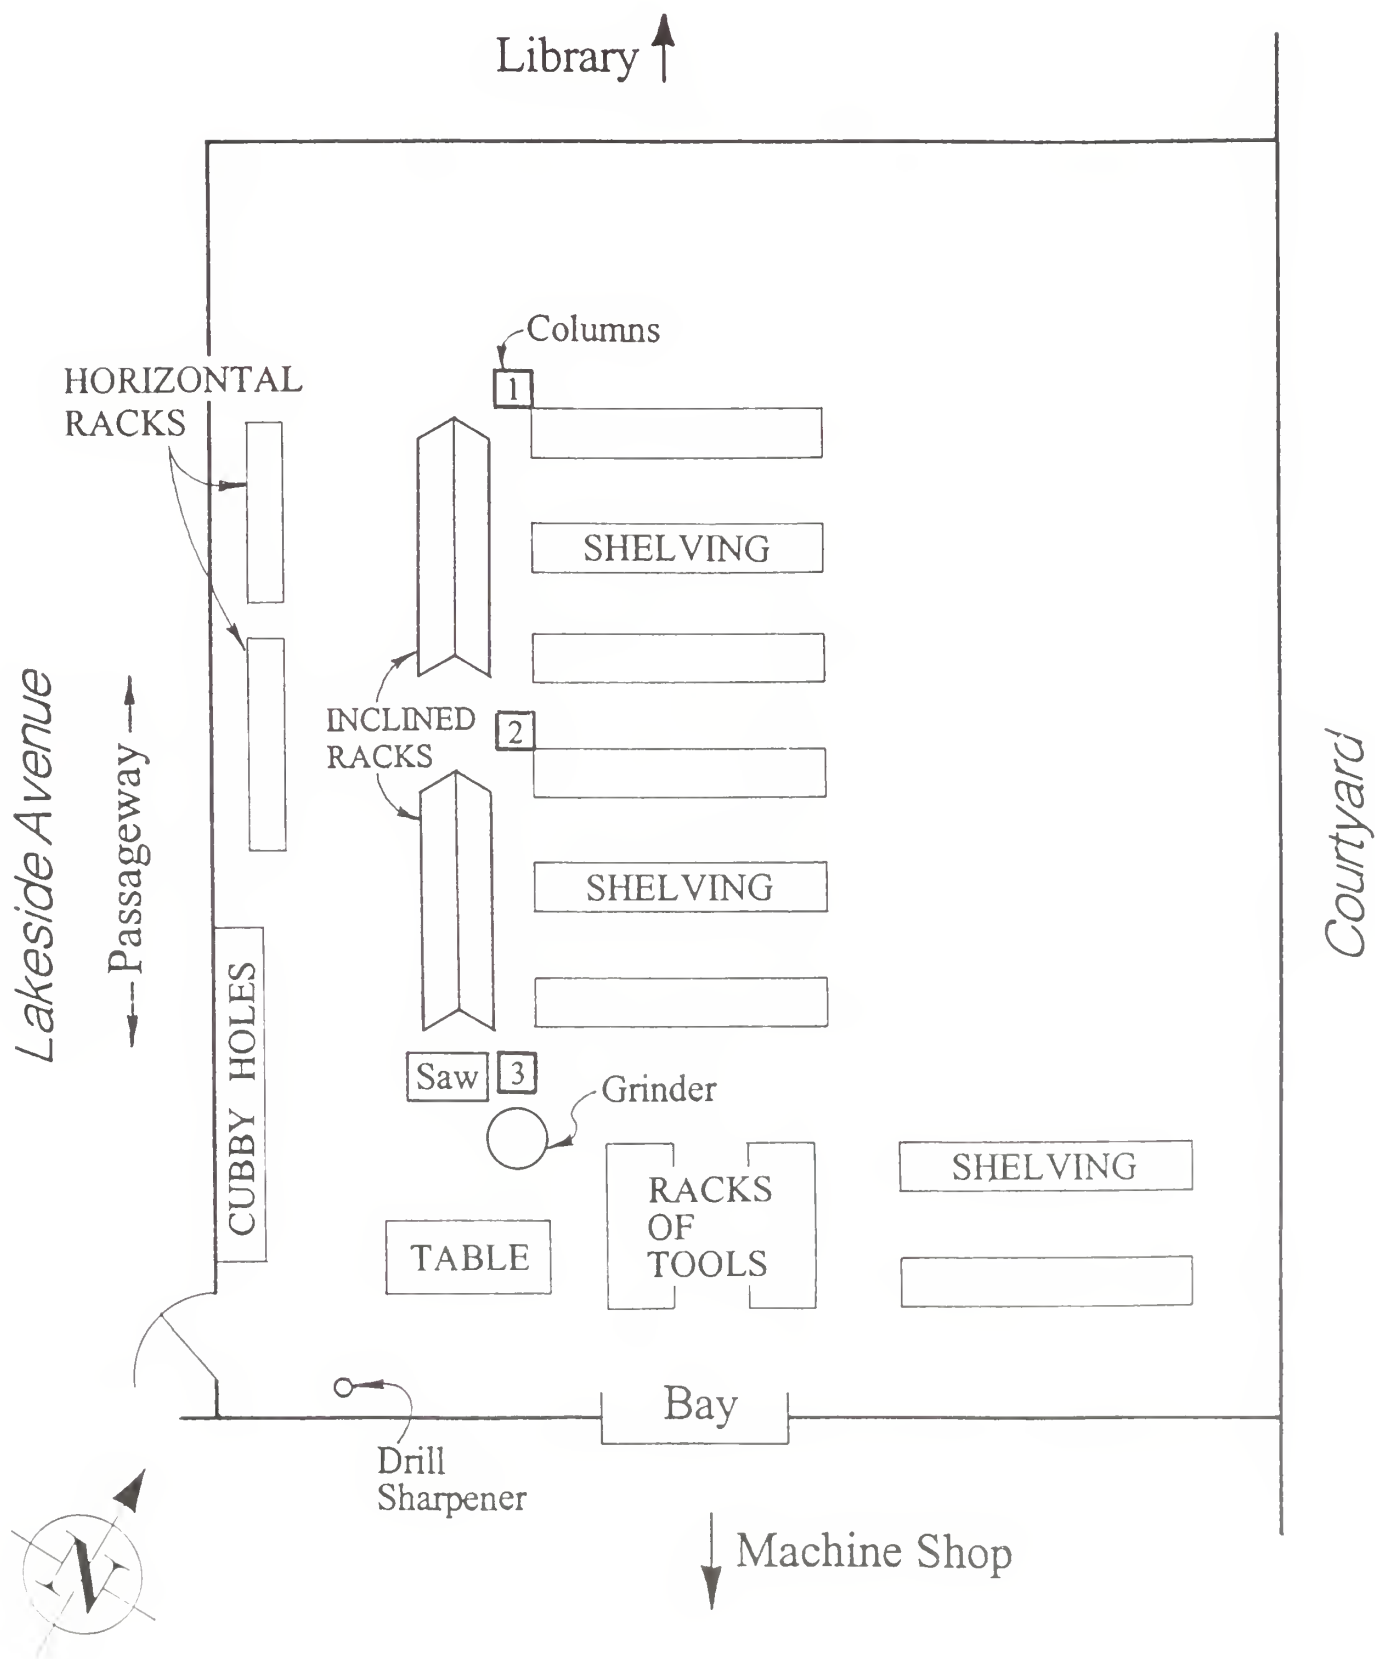 Library
Columns
1
HORIZONTAL
RACKS
SHELVING
INCLINED
RACKS
2
Lakeside Avenue
Passageway
Courtyard
SHELVING
CUBBY HOLES
Saw
3
Grinder
RACKS
OF
TOOLS
SHELVING
TABLE
Bay
Drill
Sharpener
N
Machine Shop